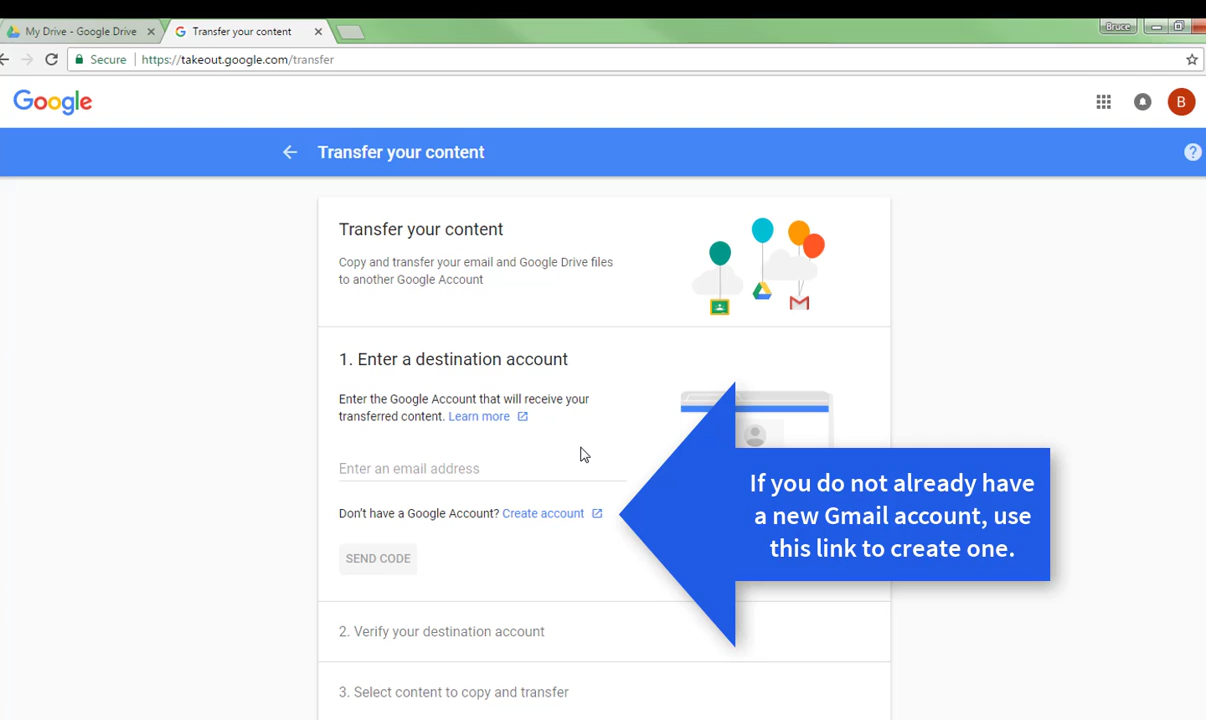 My Drive - Google Drive
Transfer your content
Bruce
Secure
https://takeout.google.com/transfer
Google
B
Transfer your content
?
Transfer your content
Copy and transfer your email and Google Drive files
to another Google Account
1. Enter a destination account
Enter the Google Account that will receive your
transferred content. Learn more
Enter an email address
Don't have a Google Account? Create account
SEND CODE
If you do not already have
a new Gmail account, use
this link to create one.
2. Verify your destination account
3. Select content to copy and transfer